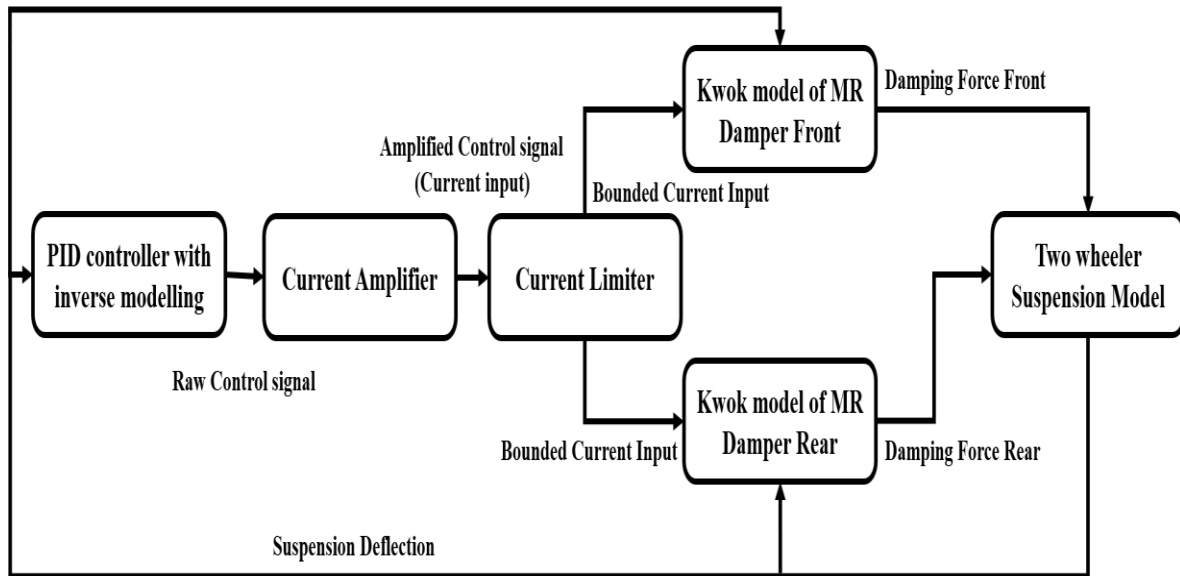 Kwok model of MR
Damper Front
Damping Force Front
Amplified Control signal
(Current input)
Bounded Current Input
PID controller with
inverse modelling
Current Amplifier
Current Limiter
Two wheeler
Suspension Model
Raw Control signal
Kwok model of MR
Damper Rear
Bounded Current Input
Damping Force Rear
Suspension Deflection